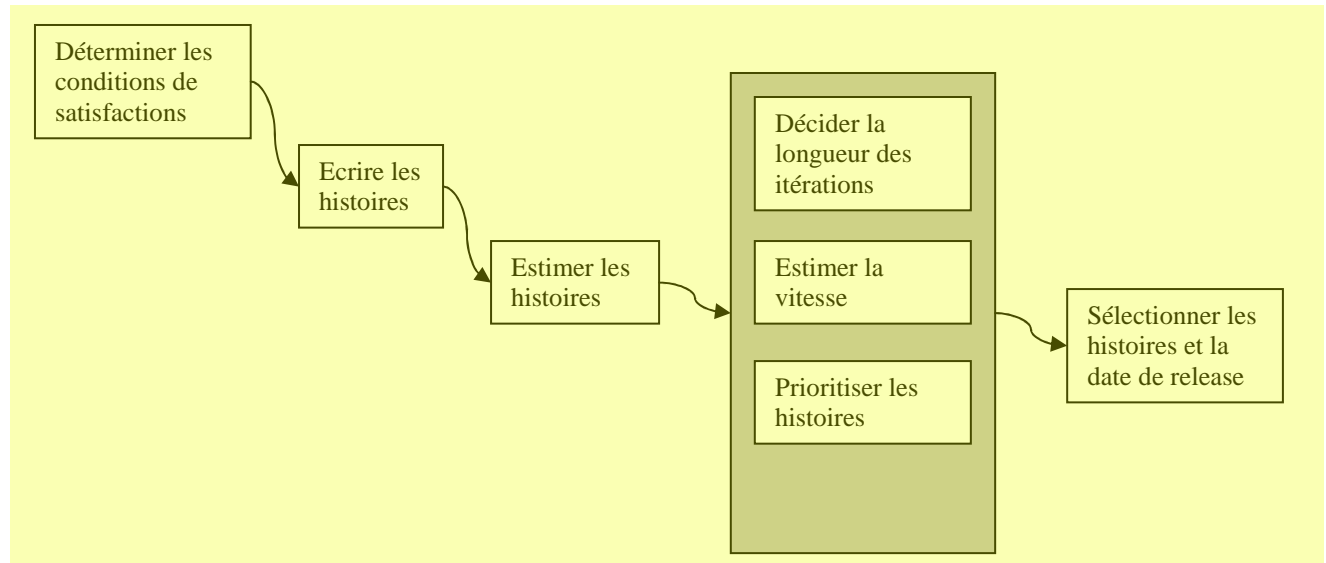 Déterminer les
conditions de
satisfactions
Ecrire les
histoires
Estimer les
histoires
Décider la
longueur des
itérations
Estimer la
vitesse
Prioritiser les
histoires
Sélectionner les
histoires et la
date de release